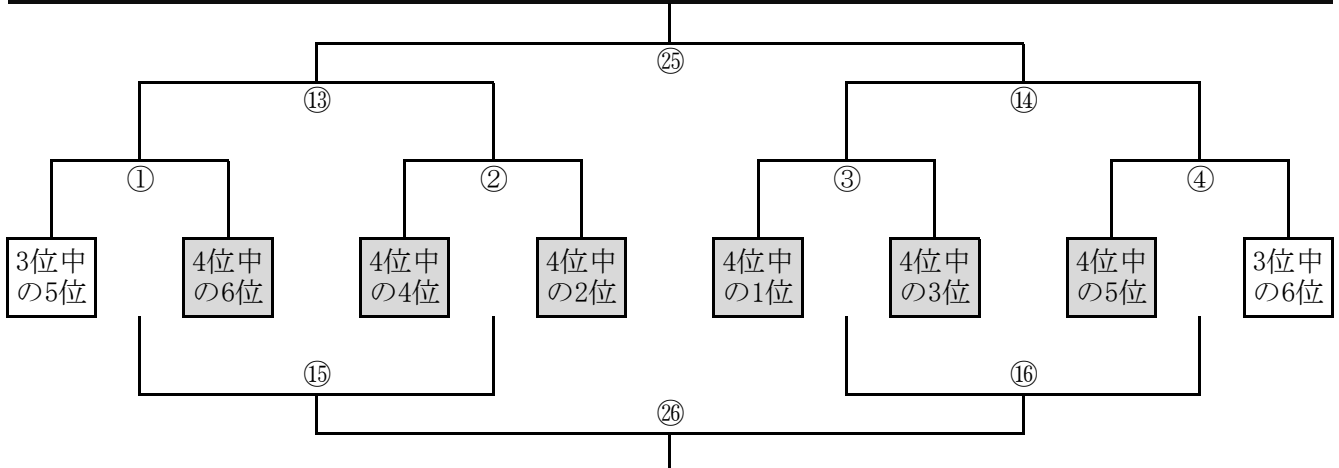 ㉕
⑬
⑭
①
②
③
④
3位中
の5位
4位中
の6位
4位中
の4位
4位中
の2位
4位中
の1位
4位中
の3位
4位中
の5位
3位中
の6位
⑮
⑯
㉖